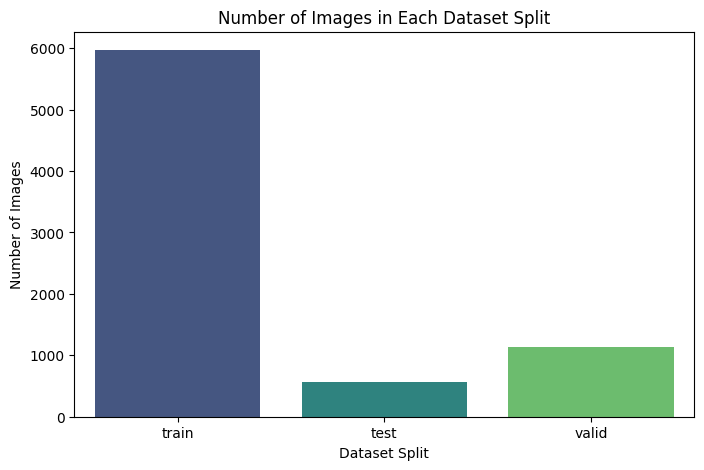 Number of Images in Each Dataset Split
6000
5000
4000
3000
2000
1000
0
Number of Images
train test valid
Dataset Split